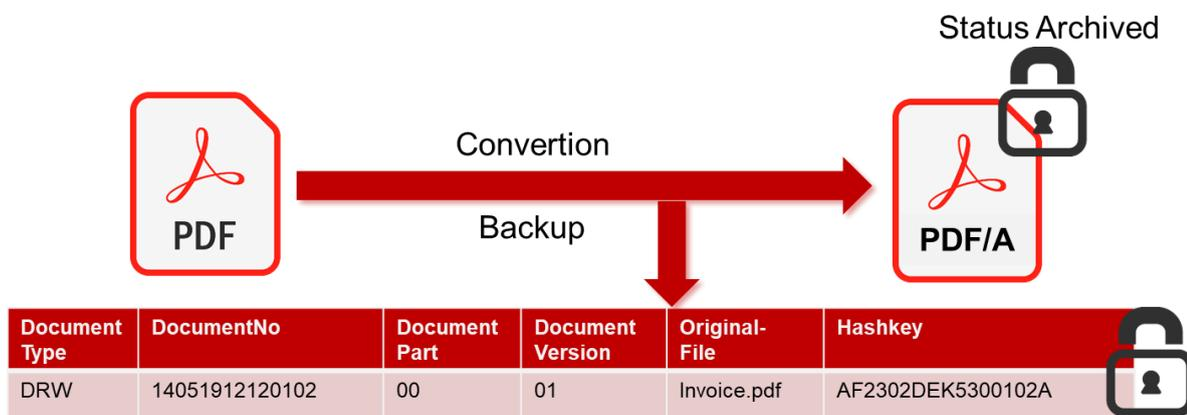 Status Archived
Convertion
PDF
Backup
PDF/A
Document Type DocumentNo Document Part Document Version Original-File Hashkey
DRW 14051912120102 00 01 Invoice.pdf AF2302DEK5300102A